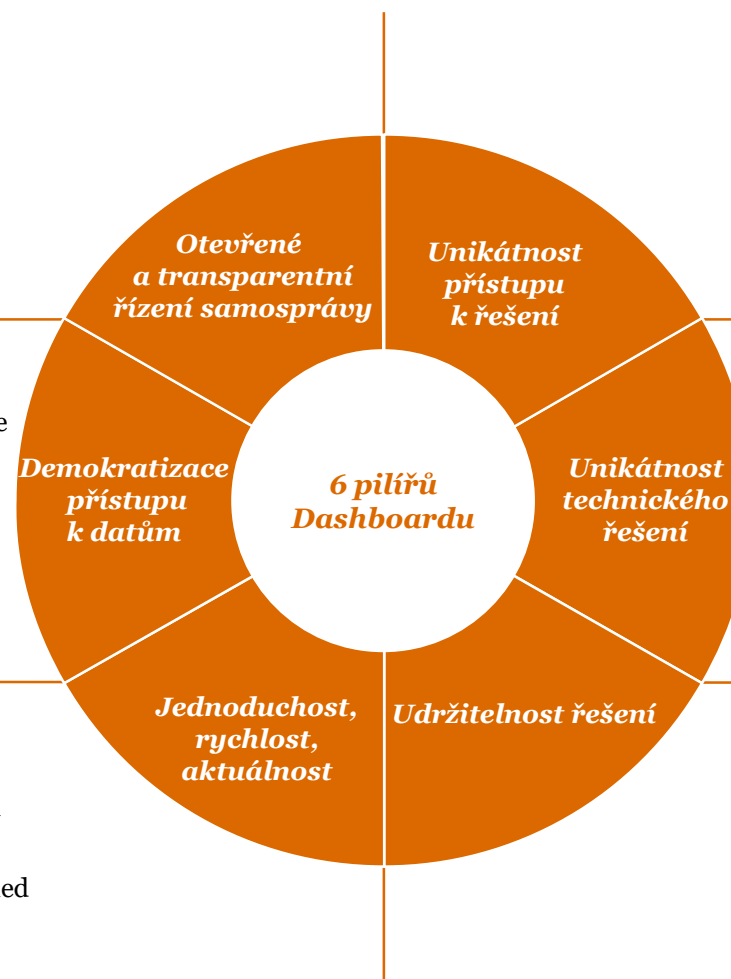 Otevřené
a transparentní
řízení samosprávy
Unikátnost
přístupu
k řešení
Demokratizace
přístupu
k datům
6 pilířů
Dashboardu
Unikátnost
technického
řešení
Jednoduchost,
rychlost,
aktuálnost
Udržitelnost řešení